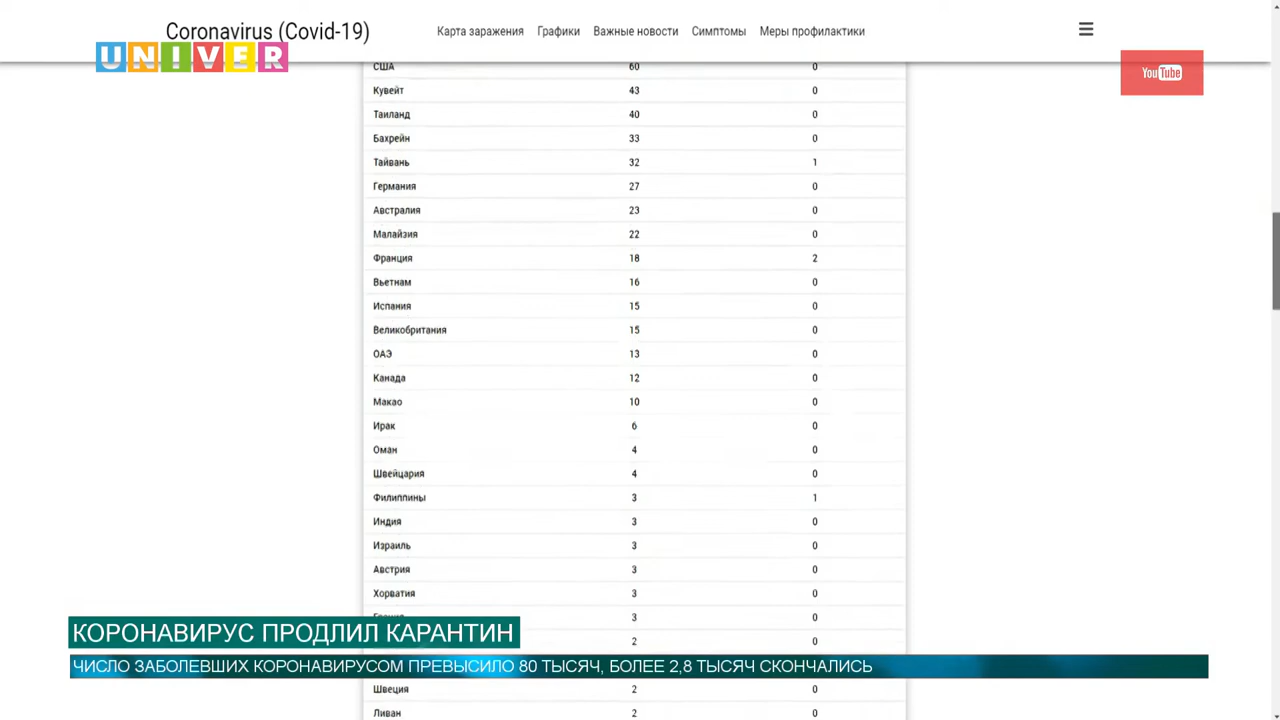 Coronavirus (Covid-19) Карта заражения Графики Важные новости Симптомы Меры профилактики
UNIVER
YouTube
США 60 0
Кувейт 43 0
Таиланд 40 0
Бахрейн 33 0
Тайвань 32 1
Германия 27 0
Австралия 23 0
Малайзия 22 0
Франция 18 2
Вьетнам 16 0
Испания 15 0
Великобритания 15 0
ОАЭ 13 0
Канада 12 0
Макао 10 0
Ирак 6 0
Оман 4 0
Швейцария 4 0
Филиппины 3 1
Индия 3 0
Израиль 3 0
Австрия 3 0
Хорватия 3 0
3 0
КОРОНАВИРУС ПРОДЛИЛ КАРАНТИН
2 0
ЧИСЛО ЗАБОЛЕВШИХ КОРОНАВИРУСОМ ПРЕВЫСИЛО 80 ТЫСЯЧ, БОЛЕЕ 2,8 ТЫСЯЧ СКОНЧАЛИСЬ
Швеция 2 0
Ливан 2 0